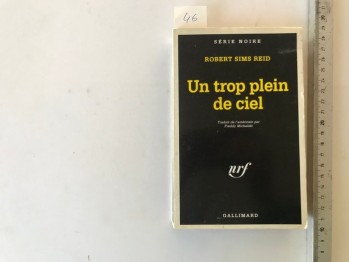 46
SÉRIE NOIRE
ROBERT SIMS REID
Un trop plein
de ciel
Traduit de l'américain par
Freddy Michalski
nrf
GALLIMARD